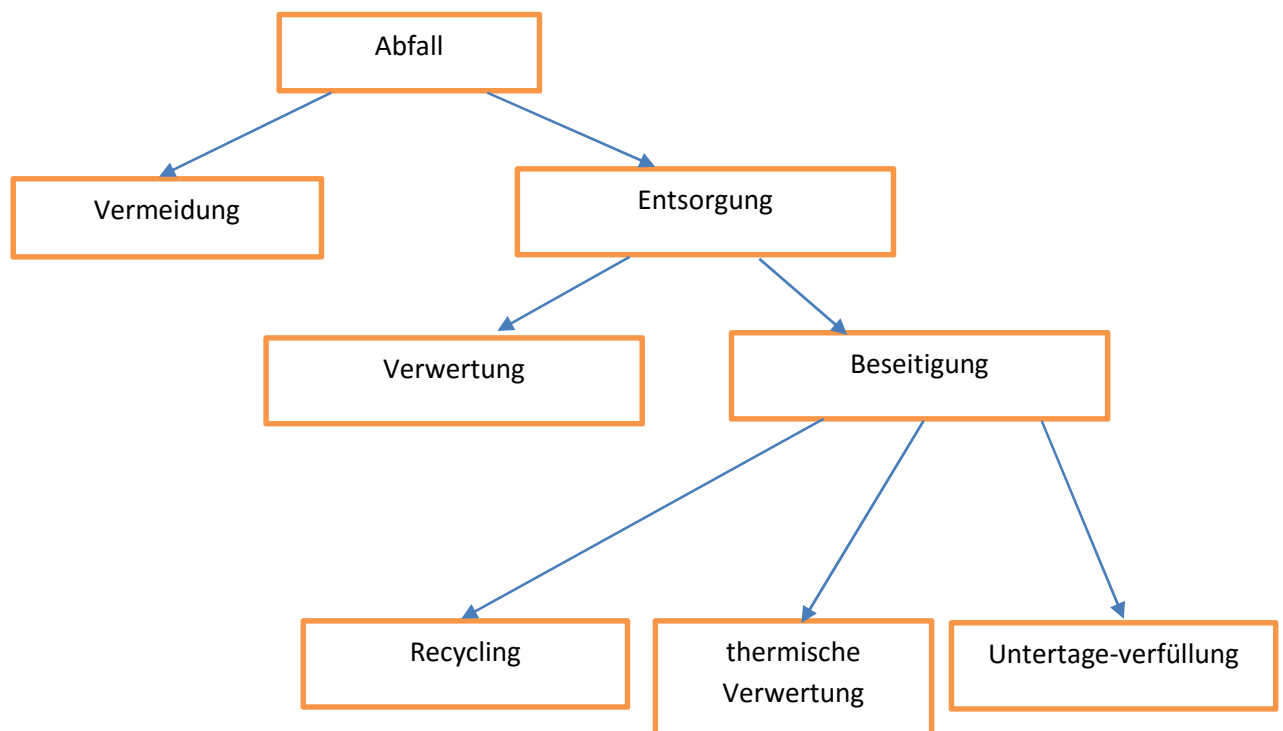 Abfall
Vermeidung
Entsorgung
Verwertung
Beseitigung
Recycling
thermische
Verwertung
Untertage-verfüllung